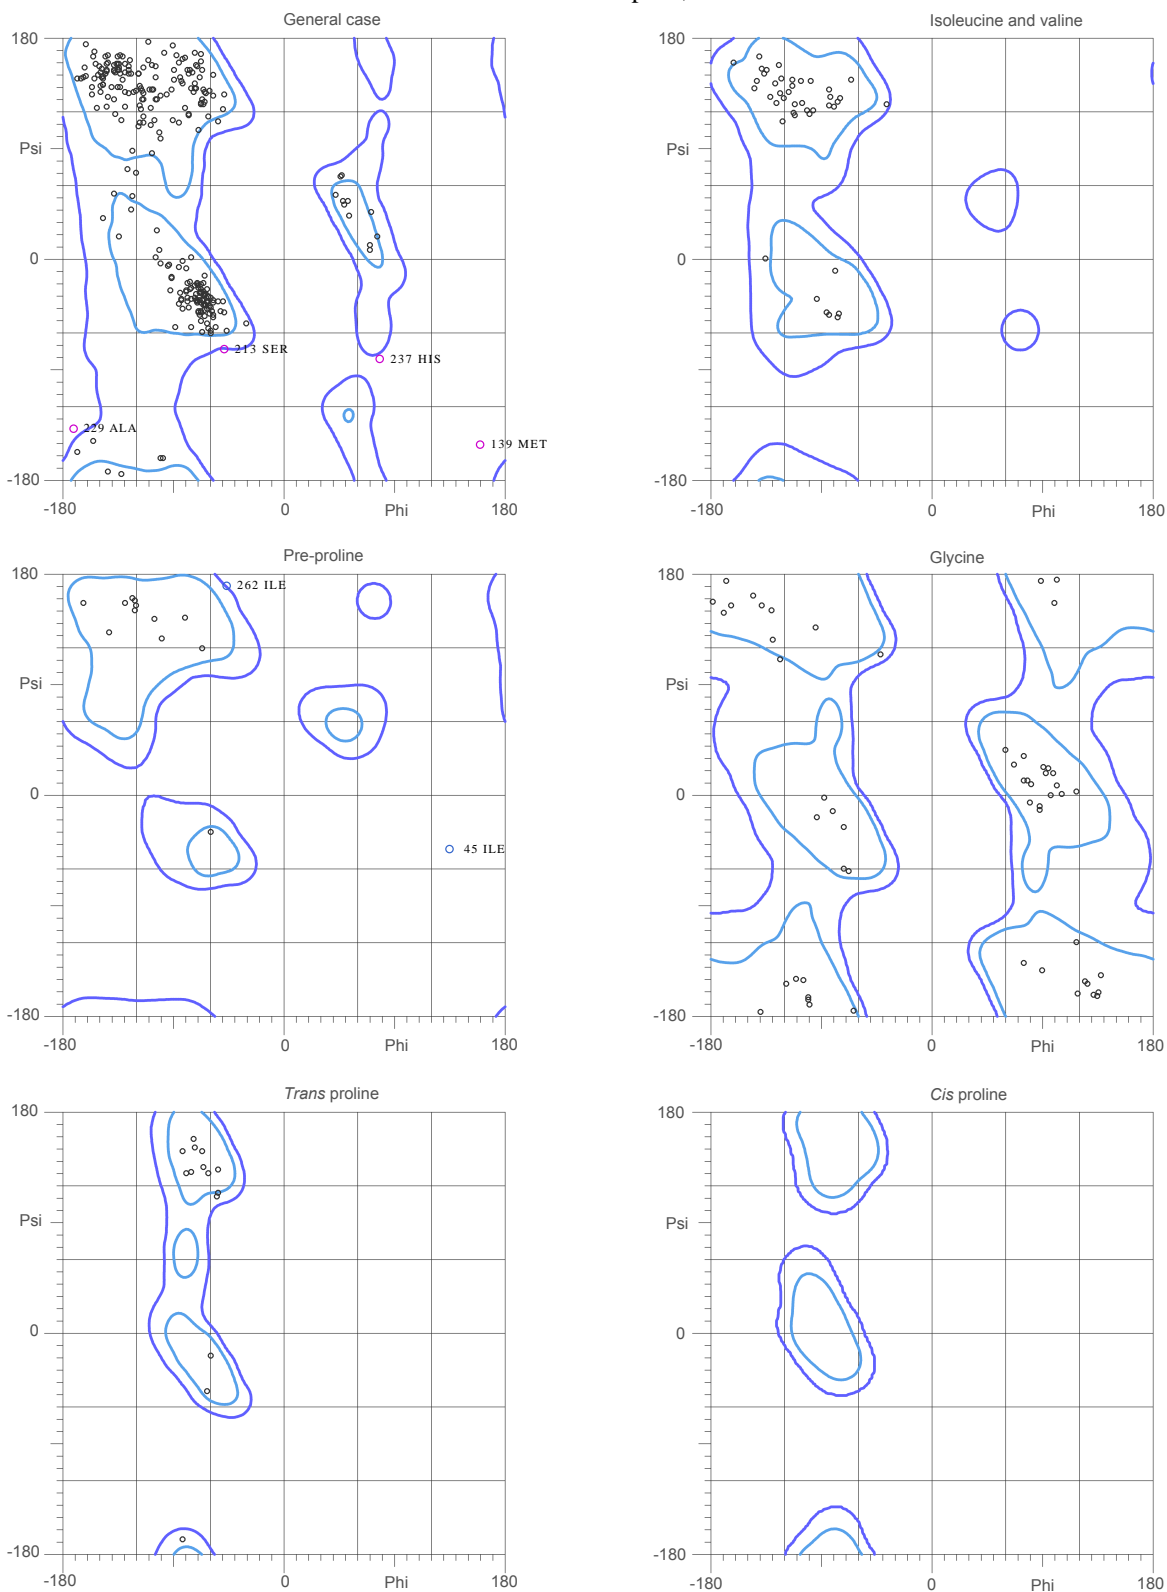 General case
Isoleucine and valine
180
180
Psi
Psi
0
0
213 SER
237 HIS
229 ALA
139 MET
-180
-180
-180
0
Phi
180
-180
0
Phi
180
Pre-proline
Glycine
180
180
262 ILE
Psi
Psi
0
0
45 ILE
-180
-180
-180
0
Phi
180
-180
0
Phi
180
Trans proline
Cis proline
180
180
Psi
Psi
0
0
-180
-180
-180
0
Phi
180
-180
0
Phi
180